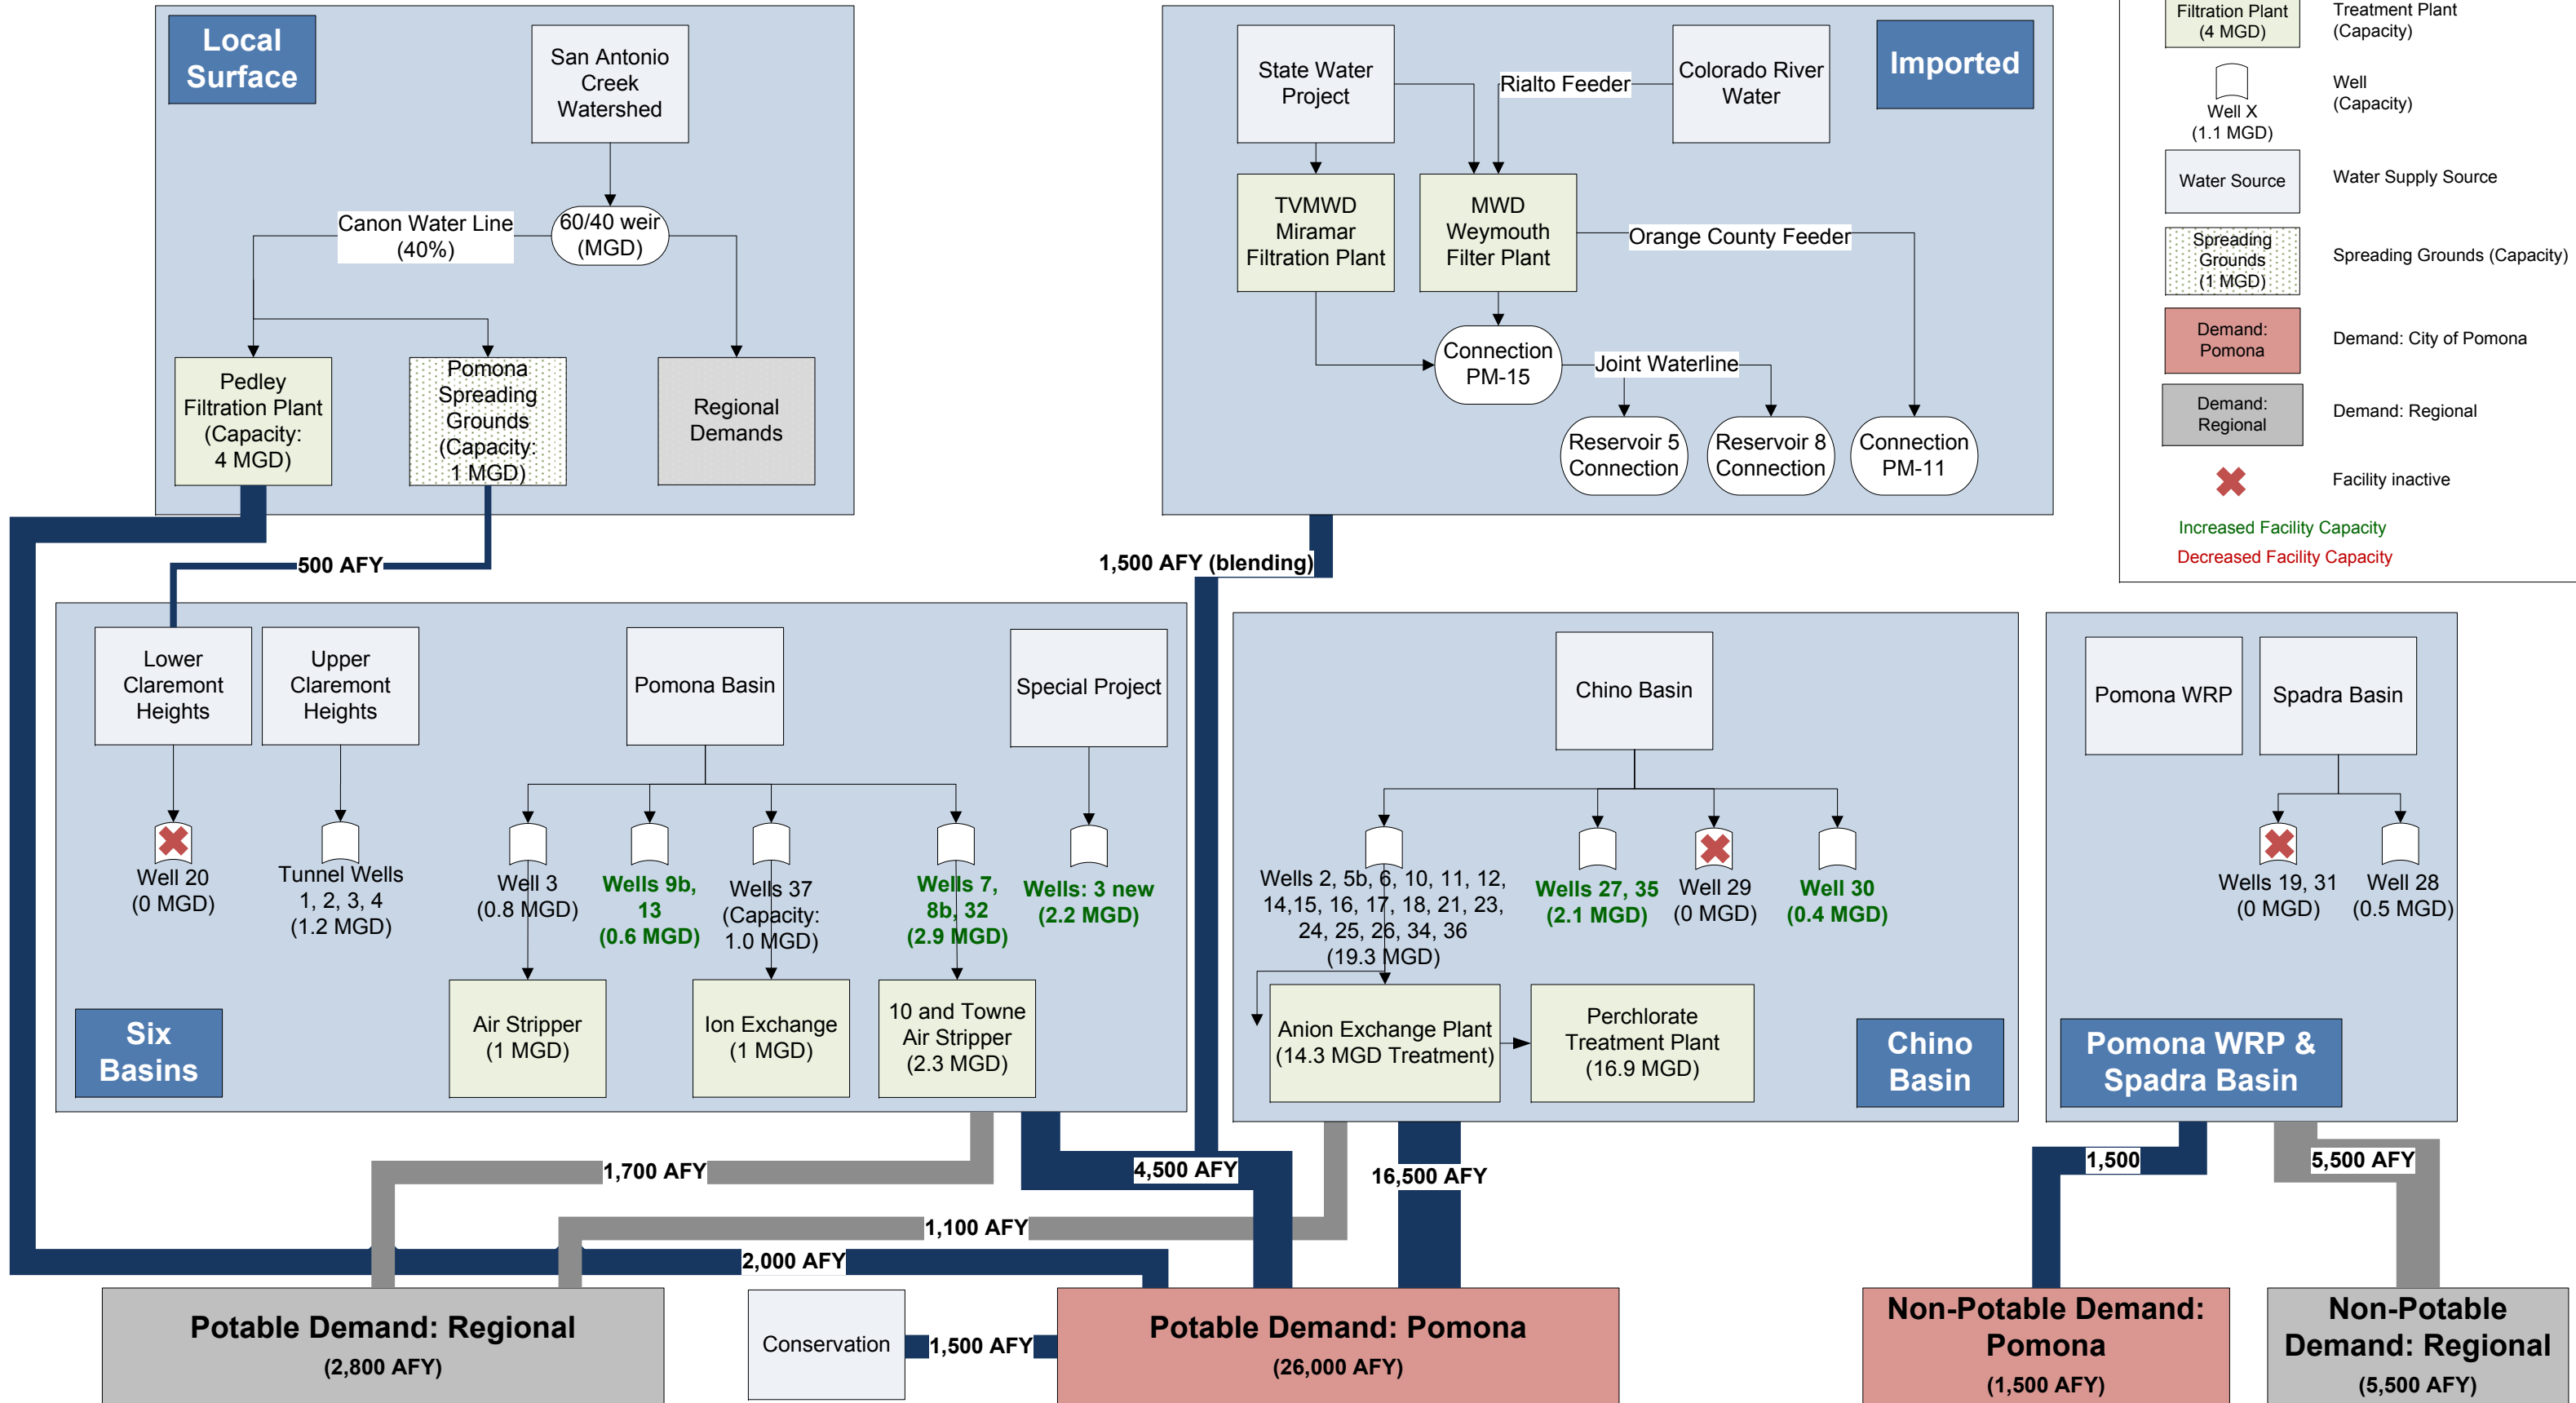 Local
Surface
San Antonio
Creek
Watershed
Canon Water Line
(40%)
60/40 weir
(MGD)
Pedley
Filtration Plant
(Capacity:
4 MGD)
Pomona
Spreading
Grounds
(Capacity:
1 MGD)
Regional
Demands
State Water
Project
Rialto Feeder
Colorado River
Water
Imported
TVMWD
Miramar
Filtration Plant
MWD
Weymouth
Filter Plant
Orange County Feeder
Connection
PM-15
Joint Waterline
Reservoir 5
Connection
Reservoir 8
Connection
Connection
PM-11
Filtration Plant
(4 MGD)
Treatment Plant
(Capacity)
Well X
(1.1 MGD)
Well
(Capacity)
Water Source
Water Supply Source
Spreading
Grounds
(1 MGD)
Spreading Grounds (Capacity)
Demand:
Pomona
Demand: City of Pomona
Demand:
Regional
Demand: Regional
Facility inactive
Increased Facility Capacity
Decreased Facility Capacity
500 AFY
1,500 AFY (blending)
Lower
Claremont
Heights
Upper
Claremont
Heights
Pomona Basin
Special Project
Well 20
(0 MGD)
Tunnel Wells
1, 2, 3, 4
(1.2 MGD)
Well 3
(0.8 MGD)
Wells 9b,
13
(0.6 MGD)
Wells 37
(Capacity:
1.0 MGD)
Wells 7,
8b, 32
(2.9 MGD)
Wells: 3 new
(2.2 MGD)
Six
Basins
Air Stripper
(1 MGD)
Ion Exchange
(1 MGD)
10 and Towne
Air Stripper
(2.3 MGD)
Chino Basin
Wells 2, 5b, 6, 10, 11, 12,
14,15, 16, 17, 18, 21, 23,
24, 25, 26, 34, 36
(19.3 MGD)
Wells 27, 35
(2.1 MGD)
Well 29
(0 MGD)
Well 30
(0.4 MGD)
Anion Exchange Plant
(14.3 MGD Treatment)
Perchlorate
Treatment Plant
(16.9 MGD)
Chino
Basin
Pomona WRP
Spadra Basin
Wells 19, 31
(0 MGD)
Well 28
(0.5 MGD)
Pomona WRP &
Spadra Basin
1,700 AFY
4,500 AFY
16,500 AFY
1,500
5,500 AFY
1,100 AFY
2,000 AFY
Potable Demand: Regional
(2,800 AFY)
Conservation
1,500 AFY
Potable Demand: Pomona
(26,000 AFY)
Non-Potable Demand:
Pomona
(1,500 AFY)
Non-Potable
Demand: Regional
(5,500 AFY)